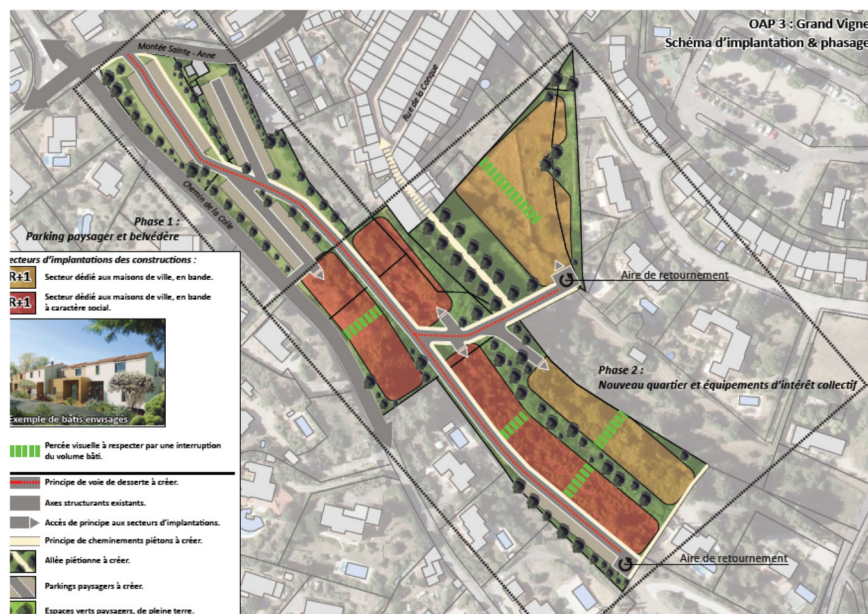 OAP 3 : Grand Vigne
Schéma d'implantation & phasage
Montée Sainte - Anne
Rue de la Conque
Chemin de la Colle
Phase 1 :
Parking paysager et belvédère
Aire de retournement
Phase 2 :
Nouveau quartier et équipements d'intérêt collectif
Aire de retournement
ecteurs d'implantations des constructions :
R+1
Secteur dédié aux maisons de ville, en bande.
R+1
Secteur dédié aux maisons de ville, en bande
à caractère social.
Exemple de bâtis envisagés
Percée visuelle à respecter par une interruption
du volume bâti.
Principe de voie de desserte à créer.
Axes structurants existants.
Accès de principe aux secteurs d'implantations.
Principe de cheminements piétons à créer.
Allée piétionne à créer.
Parkings paysagers à créer.
Espaces verts paysagers, de pleine terre.